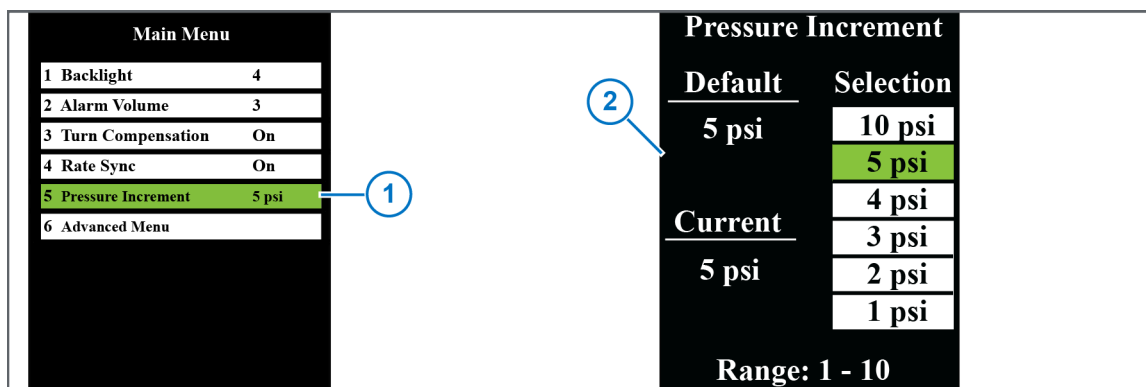 Main Menu
1 Backlight 4
2 Alarm Volume 3
3 Turn Compensation On
4 Rate Sync On
5 Pressure Increment 5 psi
6 Advanced Menu
1
Pressure Increment
2
Default
5 psi
Current
5 psi
Selection
10 psi
5 psi
4 psi
3 psi
2 psi
1 psi
Range: 1 - 10